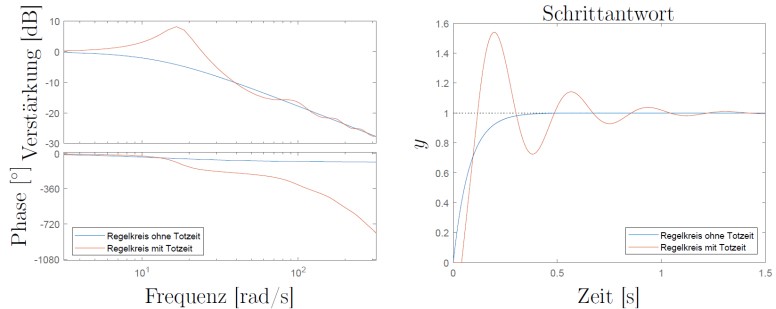 Verstärkung [dB]
10
0
-10
-20
-30
Phase [°]
0
-360
-720
-1080
Regelkreis ohne Totzeit
Regelkreis mit Totzeit
10^1
10^2
Frequenz [rad/s]
Schrittantwort
y
1.6
1.4
1.2
1
0.8
0.6
0.4
0.2
0
Regelkreis ohne Totzeit
Regelkreis mit Totzeit
0
0.5
1
1.5
Zeit [s]